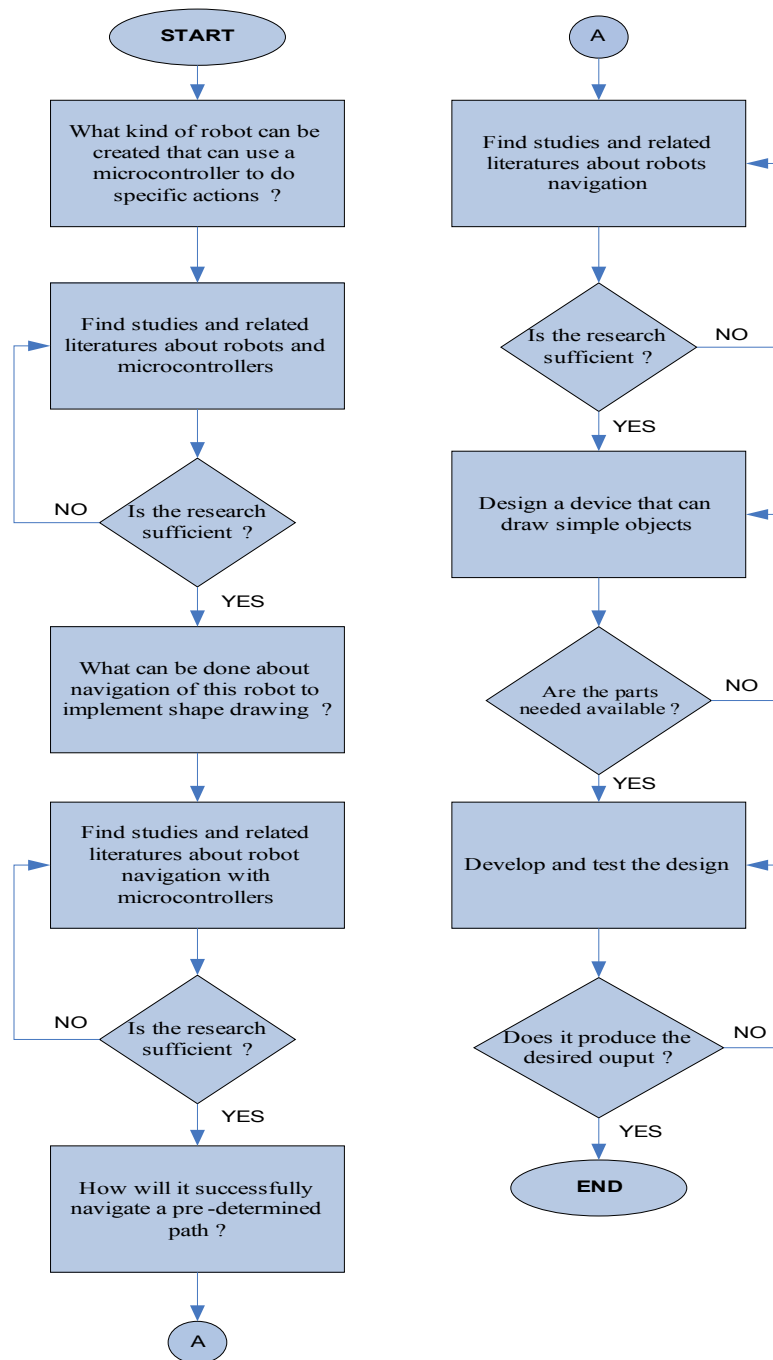 START
What kind of robot can be
created that can use a
microcontroller to do
specific actions ?
Find studies and related
literatures about robots and
microcontrollers
NO
Is the research
sufficient ?
YES
What can be done about
navigation of this robot to
implement shape drawing ?
Find studies and related
literatures about robot
navigation with
microcontrollers
NO
Is the research
sufficient ?
YES
How will it successfully
navigate a pre -determined
path ?
A
A
Find studies and related
literatures about robots
navigation
Is the research
sufficient ?
NO
YES
Design a device that can
draw simple objects
Are the parts
needed available ?
NO
YES
Develop and test the design
Does it produce the
desired ouput ?
NO
YES
END